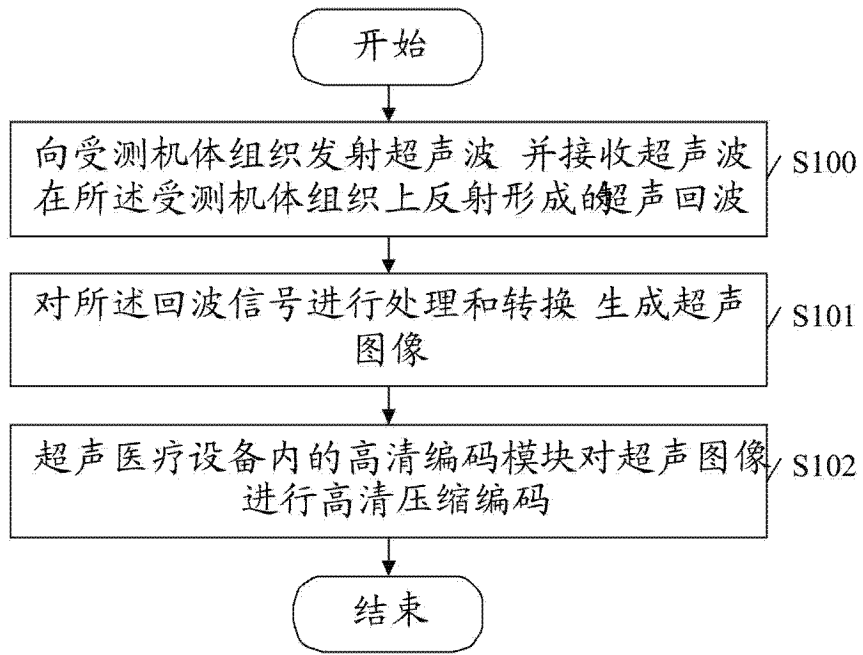 开始
向受测机体组织发射超声波 并接收超声波
在所述受测机体组织上反射形成的超声回波
S100
对所述回波信号进行处理和转换 生成超声
图像
S101
超声医疗设备内的高清编码模块对超声图像
进行高清压缩编码
S102
结束